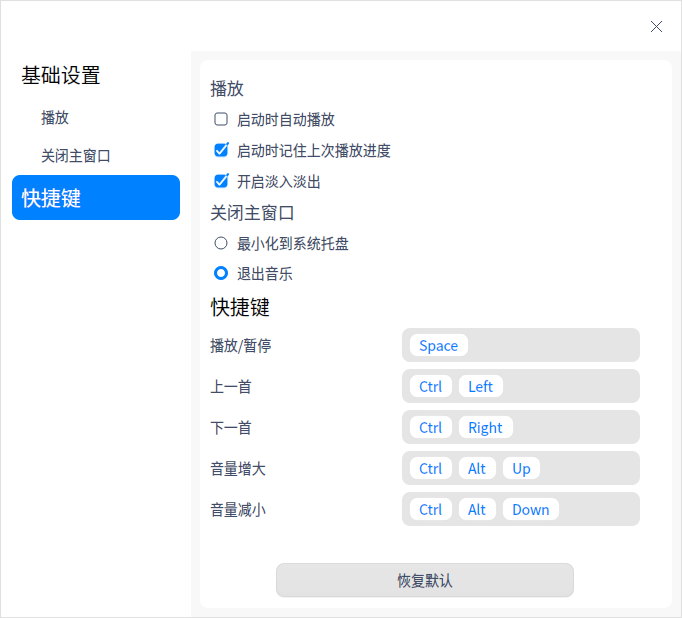 基础设置
播放
关闭主窗口
快捷键
播放
启动时自动播放
启动时记住上次播放进度
开启淡入淡出
关闭主窗口
最小化到系统托盘
退出音乐
快捷键
播放/暂停 Space
上一首 Ctrl Left
下一首 Ctrl Right
音量增大 Ctrl Alt Up
音量减小 Ctrl Alt Down
恢复默认